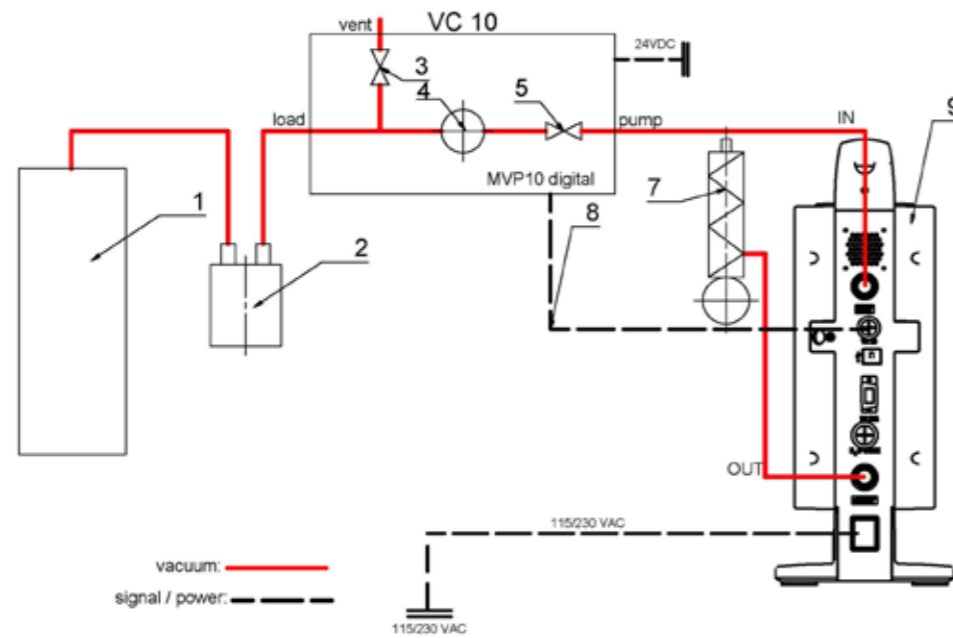 vent
VC 10
24VDC
3
4
5
load
pump
IN
9
MVP10 digital
1
7
8
2
OUT
115/230 VAC
vacuum:
signal / power:
115/230 VAC